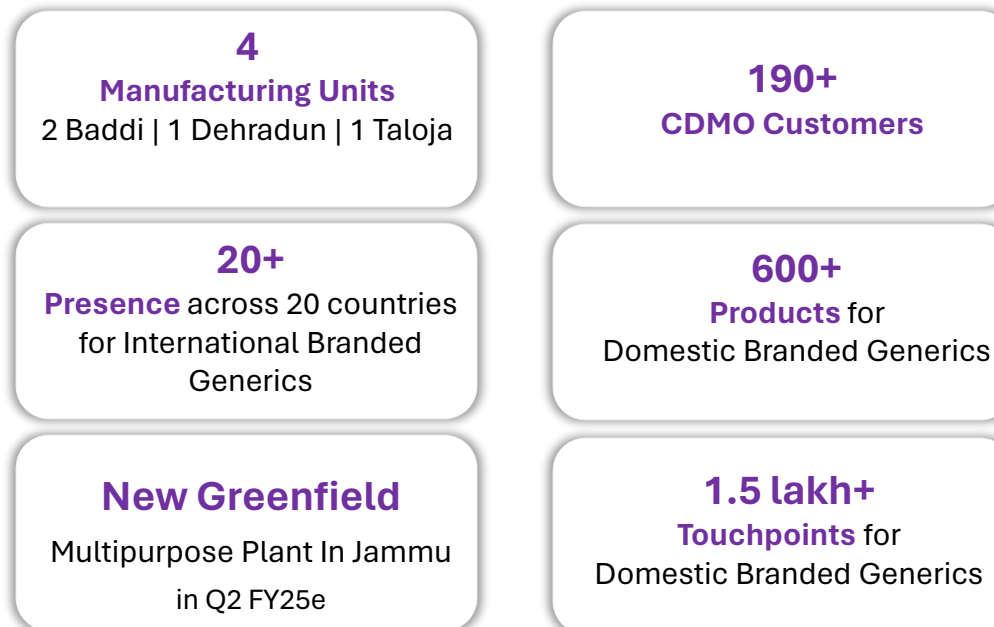 4
Manufacturing Units
2 Baddi | 1 Dehradun | 1 Taloja
190+
CDMO Customers
20+
Presence across 20 countries
for International Branded
Generics
600+
Products for
Domestic Branded Generics
New Greenfield
Multipurpose Plant In Jammu
in Q2 FY25e
1.5 lakh+
Touchpoints for
Domestic Branded Generics